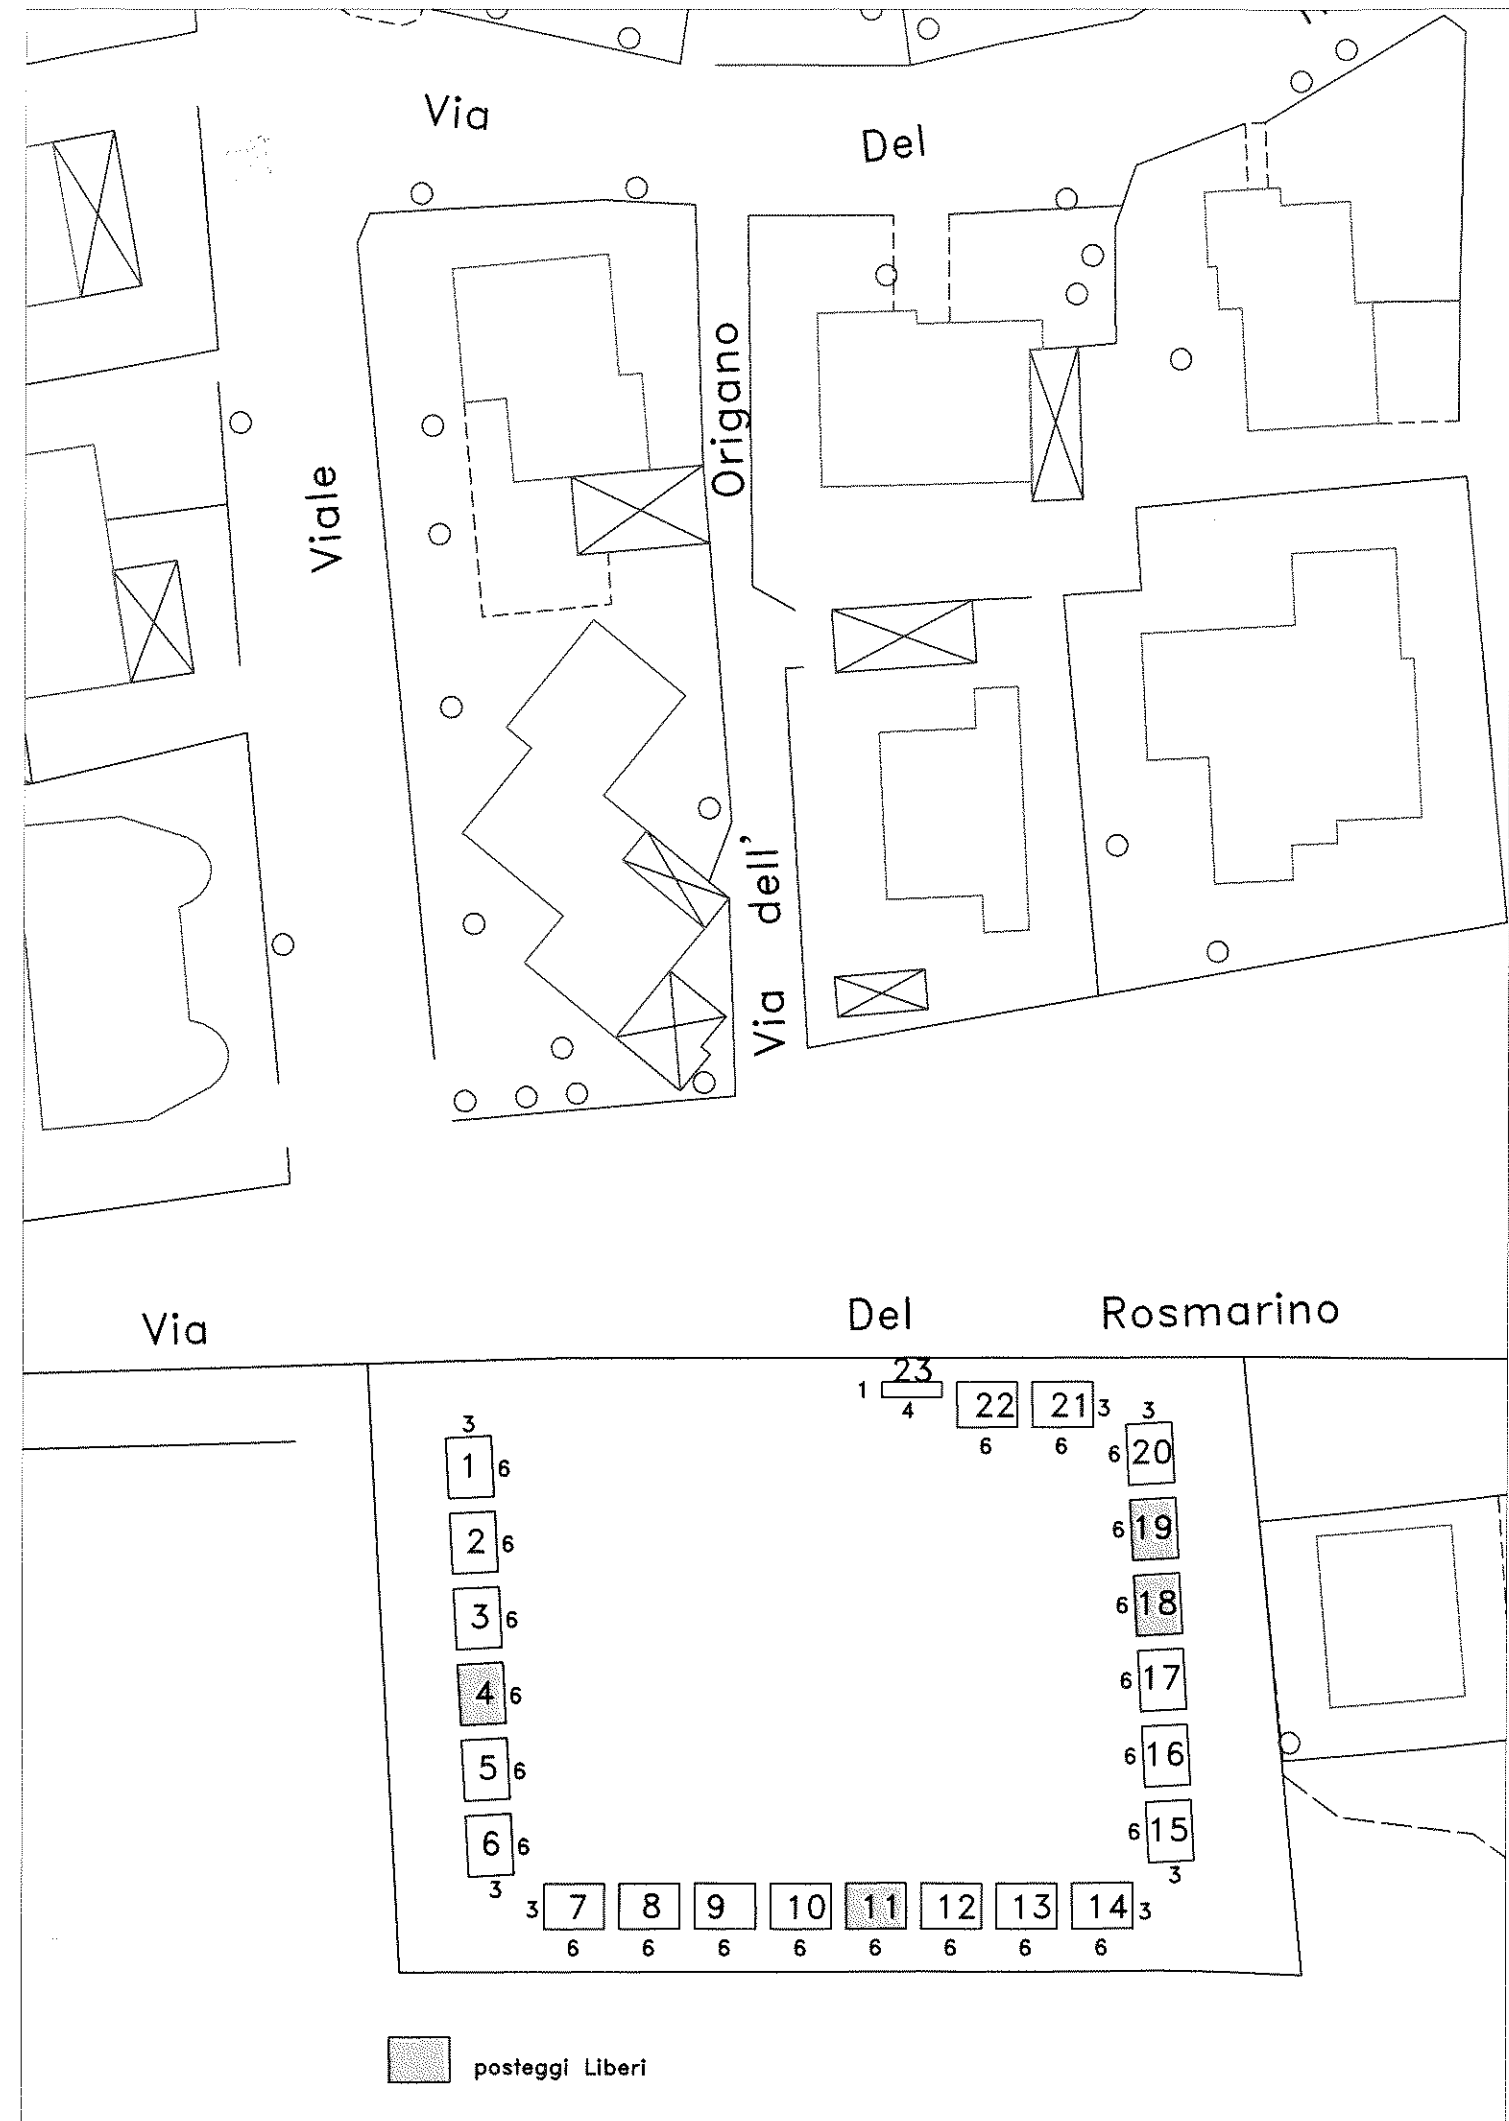 Via Del
Origano
Viale
Via dell'
Via Del Rosmarino
23
1 22 21 3 3
4
3 6 6 6 20
1 6
6 19
2 6
6 18
3 6
6 17
4 6
6 16
5 6
6 15
6 6
3 3
3 7 8 9 10 11 12 13 14 3
6 6 6 6 6 6 6 6
posteggi Liberi